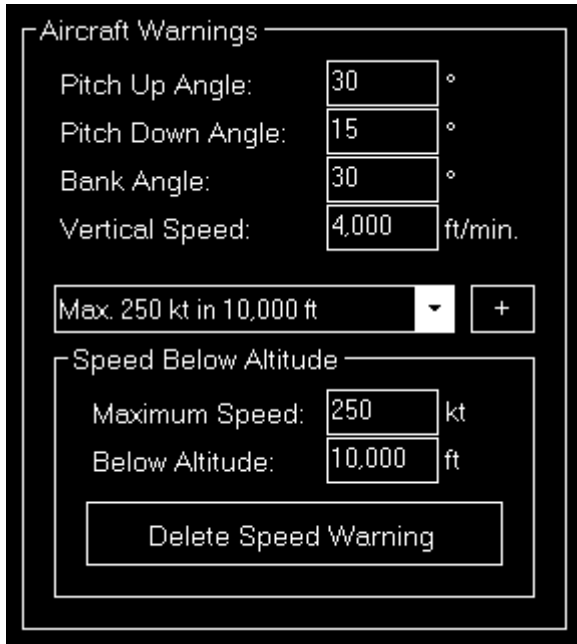 Aircraft Warnings
Pitch Up Angle: 30 °
Pitch Down Angle: 15 °
Bank Angle: 30 °
Vertical Speed: 4,000 ft/min.
Max. 250 kt in 10,000 ft +
Speed Below Altitude
Maximum Speed: 250 kt
Below Altitude: 10,000 ft
Delete Speed Warning